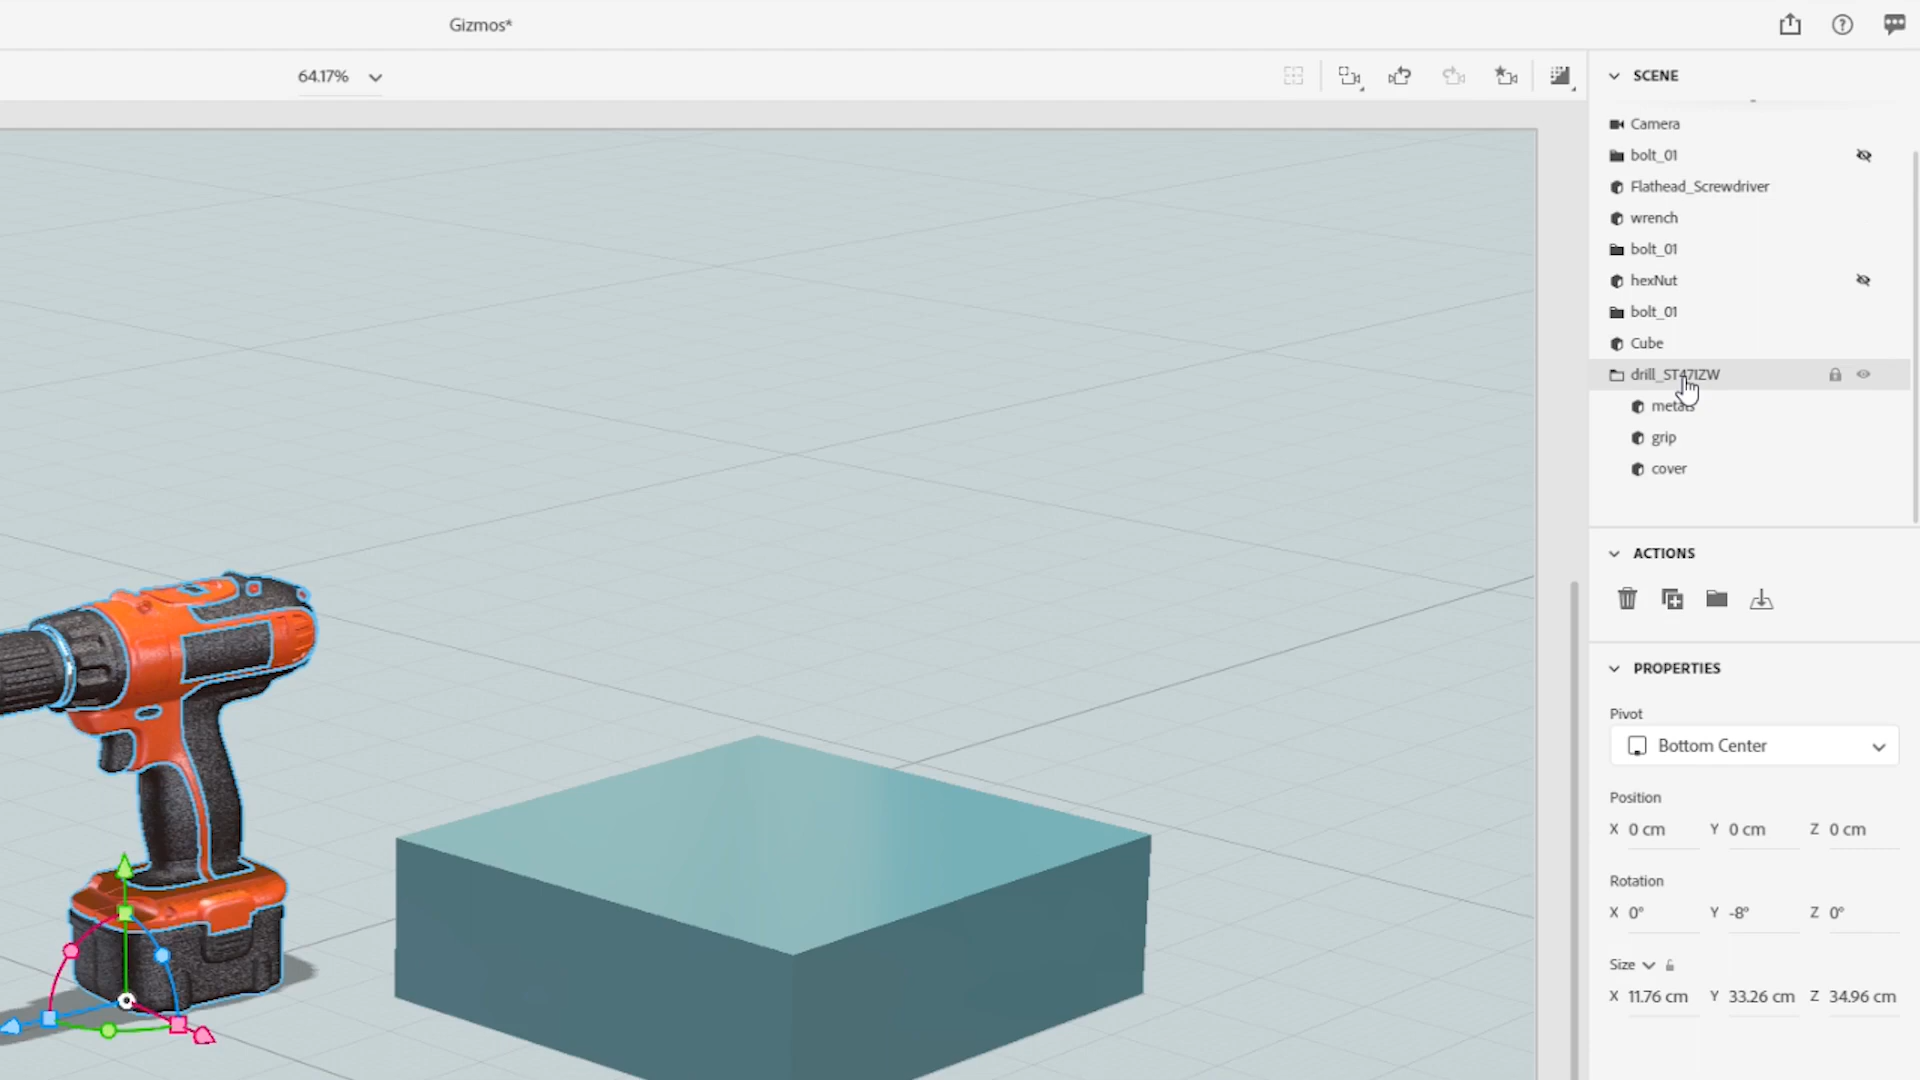 Gizmos*
64.17%
SCENE
Camera
bolt_01
Flathead_Screwdriver
wrench
bolt_01
hexNut
bolt_01
Cube
drill_ST47IZW
metals
grip
cover
ACTIONS
PROPERTIES
Pivot
Bottom Center
Position
X 0 cm Y 0 cm Z 0 cm
Rotation
X 0° Y -8° Z 0°
Size
X 11.76 cm Y 33.26 cm Z 34.96 cm